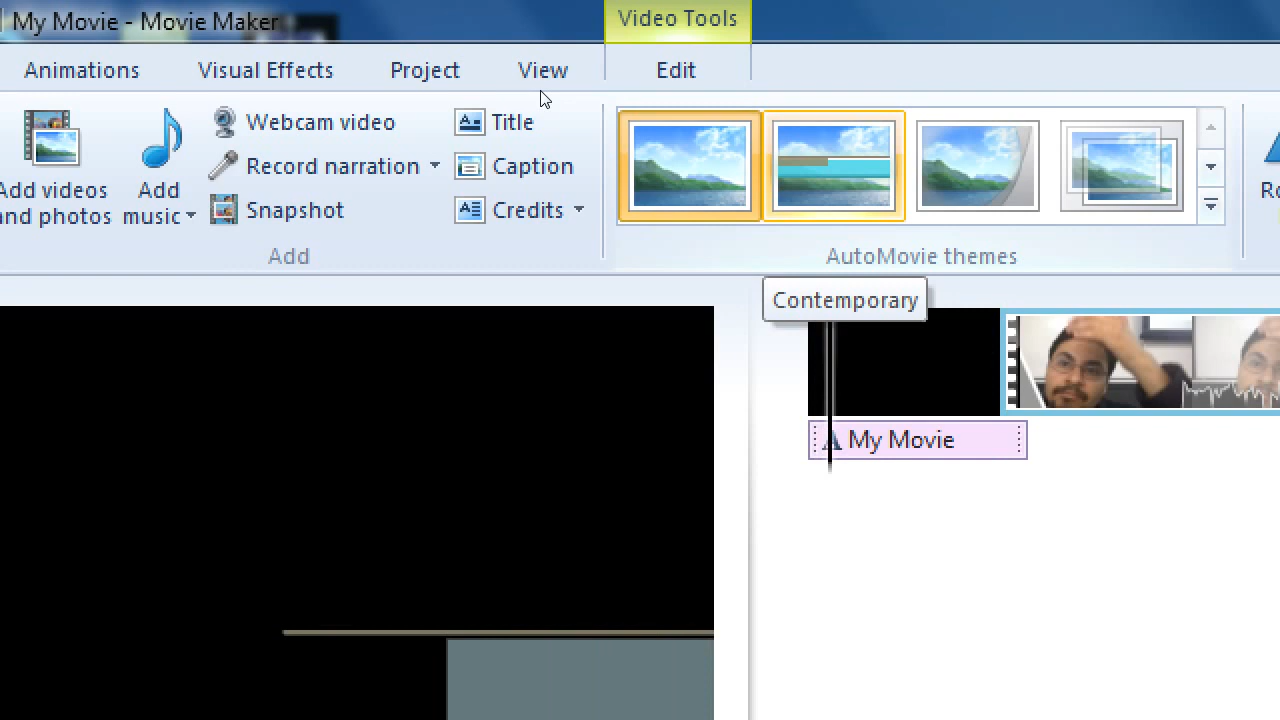 My Movie - Movie Maker
Video Tools
Animations
Visual Effects
Project
View
Edit
Add videos
and photos
Add
music
Webcam video
Record narration
Snapshot
Title
Caption
Credits
Add
AutoMovie themes
Contemporary
My Movie